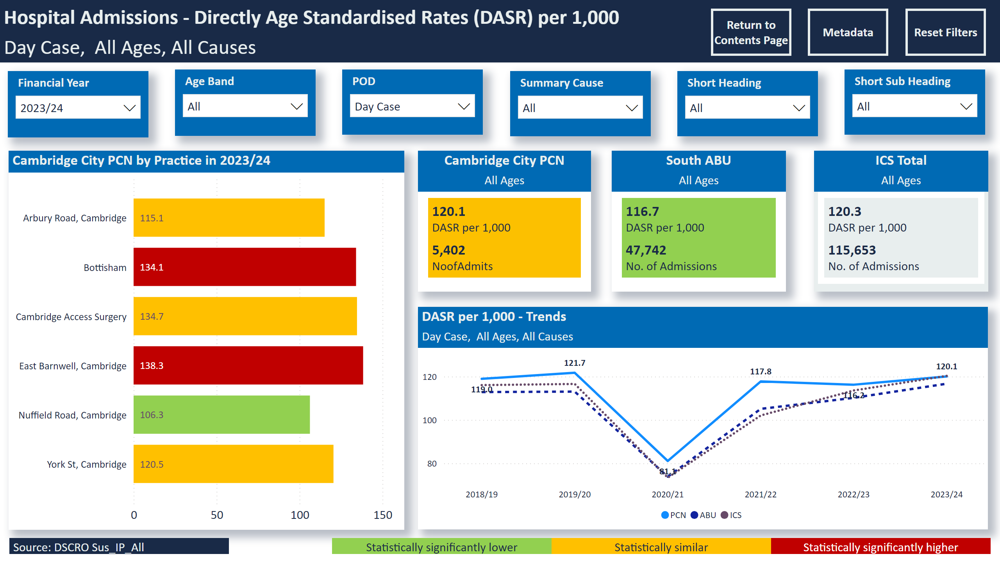 Hospital Admissions - Directly Age Standardised Rates (DASR) per 1,000
Day Case,  All Ages, All Causes
Return to
Contents Page
Metadata
Reset Filters
Financial Year
2023/24
Age Band
All
POD
Day Case
Summary Cause
All
Short Heading
All
Short Sub Heading
All
Cambridge City PCN by Practice in 2023/24
Arbury Road, Cambridge
115.1
Bottisham
134.1
Cambridge Access Surgery
134.7
East Barnwell, Cambridge
138.3
Nuffield Road, Cambridge
106.3
York St, Cambridge
120.5
0
50
100
150
Cambridge City PCN
All Ages
120.1
DASR per 1,000
5,402
NoofAdmits
South ABU
All Ages
116.7
DASR per 1,000
47,742
No. of Admissions
ICS Total
All Ages
120.3
DASR per 1,000
115,653
No. of Admissions
DASR per 1,000 - Trends
Day Case,  All Ages, All Causes
120
100
80
119.0
121.7
81.1
117.8
116.2
120.1
2018/19
2019/20
2020/21
2021/22
2022/23
2023/24
PCN
ABU
ICS
Source: DSCRO Sus_IP_All
Statistically significantly lower
Statistically similar
Statistically significantly higher